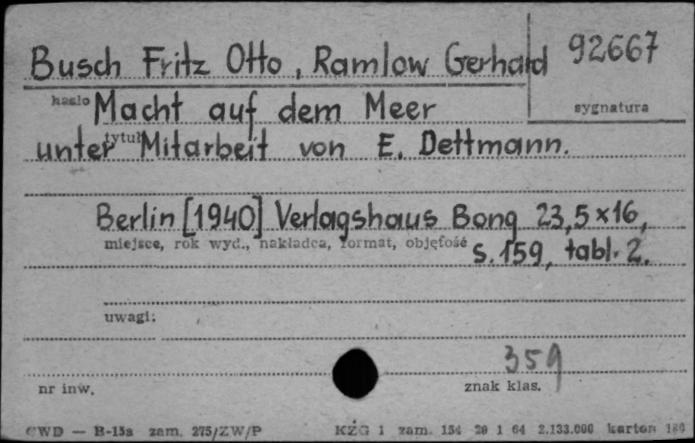 Busch Fritz Otto, Ramlow Gerhard 92667
hasło Macht auf dem Meer sygnatura
tytuł unter Mitarbeit von E. Dettmann.
Berlin [1940] Verlagshaus Bong 23,5×16,
miejsce, rok wyd., nakładca, format, objętość s. 159, tabl. 2.
uwagi:
359
nr inw. znak klas.
CWD — B-15a zam. 275/ZW/P KZG 1 zam. 154 20 1 64 2.133.000 karton